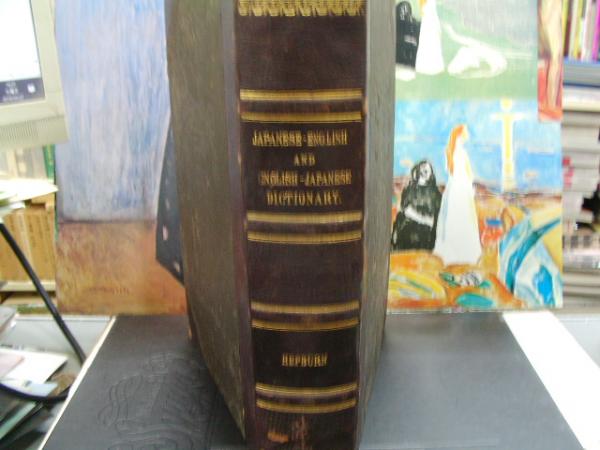 JAPANESE=ENGLISH
AND
ENGLISH=JAPANESE
DICTIONARY.
HEPBURN